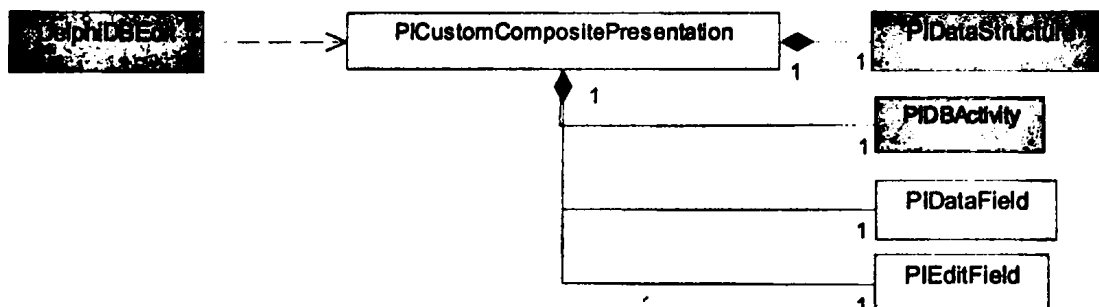 DelphiDBEdit
PICustomCompositePresentation
PIDataStructure
1
1
1
PIDBActivity
1
PIDataField
1
PIEditField
1